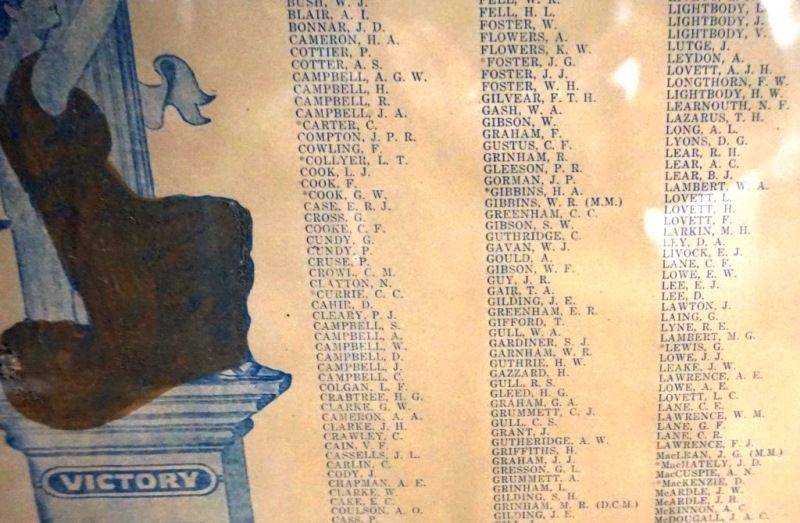 BUSH, W. J.
BLAIR, A. I.
BONNAR, J. D.
CAMERON, H. A.
COTTIER, P.
COTTER, A. S.
CAMPBELL, A. G. W.
CAMPBELL, H.
CAMPBELL, R.
CAMPBELL, J. A.
*CARTER, C.
COMPTON, J. P. R.
COWLING, F.
*COLLYER, L. T.
COOK, L. J.
COOK, F.
*COOK, G. W.
CASE, E. R. J.
CROSS, G.
COOKE, C. F.
CUNDY, G.
CUNDY, P.
CRUSE, P.
CROWL, C. M.
CLAYTON, N.
*CURRIE, C. C.
CAHIR, D.
CLEARY, P. J.
CAMPBELL, S.
CAMPBELL, A.
CAMPBELL, W.
CAMPBELL, D.
CAMPBELL, J.
CAMPBELL, C.
COLGAN, L. F.
CRABTREE, H. G.
CLARKE, G. W.
CAMERON, A. A.
CLARKE, J. H.
CRAWLEY, C.
CAIN, V. F.
CASSELLS, J. L.
CARLIN, C.
CODY, J.
CHAPMAN, A. E.
CLARKE, W.
CAKE, E. C.
COULSON, A. O.
CASS, P.
FELL, W. R.
FELL, H. L.
FOSTER, W.
FLOWERS, A.
FLOWERS, K. W.
*FOSTER, J. G.
FOSTER, J. J.
FOSTER, W. H.
GILVEAR, F. T. H.
GASH, W. A.
GIBSON, W.
GRAHAM, F.
GUSTUS, C. F.
GRINHAM, R.
GLEESON, P. R.
GORMAN, J. P.
*GIBBINS, H. A.
GIBBINS, W. R. (M.M.)
GREENHAM, C. C.
GIBSON, S. W.
GUTHRIDGE, C.
GAVAN, W. J.
GOULD, A.
GIBSON, W. F.
GUY, J. R.
GAIR, T. A.
GILDING, J. E.
GREENHAM, E. R.
GIFFORD, T.
GULL, W. A.
GARDINER, S. J.
GARNHAM, W. R.
GUTHRIE, H. W.
GAZZARD, H.
GULL, R. S.
GLEED, H. G.
GRAHAM, G. A.
GRUMMETT, C. J.
GULL, C. S.
GRANT, J.
GUTHERIDGE, A. W.
GRIFFITHS, H.
GRAHAM, J. J.
GRESSON, G. L.
GRUMMETT, A.
GRINHAM, L.
GILDING, S. H.
GRINHAM, M. R. (D.C.M.)
GILDING, J. E.
LIGHTBODY, L.
LIGHTBODY, J.
LIGHTBODY, V.
LUTGE, J.
LEYDON, A.
LOVETT, A. J. H.
LONGTHORN, F. W.
LIGHTBODY, H. W.
LEARNOUTH, N. F.
LAZARUS, T. H.
LONG, A. L.
LYONS, D. G.
LEAR, R. H.
LEAR, A. C.
LEAR, B. J.
LAMBERT, W. A.
LOVETT, L.
LOVETT, H.
LOVETT, F.
LARKIN, M. H.
LEY, D. A.
LIVOCK, E. J.
LANE, C. F.
LOWE, E. W.
LEE, E. J.
LEE, D.
LAWTON, J.
LAING, G.
LYNE, R. E.
LAMBERT, M. G.
*LEWIS, G.
LOWE, J. J.
LEAKE, J. W.
LAWRENCE, A. E.
LOWE, A. E.
LOVETT, L. C.
LANE, C. E.
LAWRENCE, W. M.
LANE, G. F.
LANE, C. R.
LAWRENCE, F. J.
MacLEAN, J. G. (M.M.)
*MacHATELY, J. D.
MacCUSPIE, A. N.
*MacKENZIE, D.
McARDLE, J. W.
McARDLE, J. H.
McKINNON, A. C.
McDOUGALL, J. A. C.
VICTORY